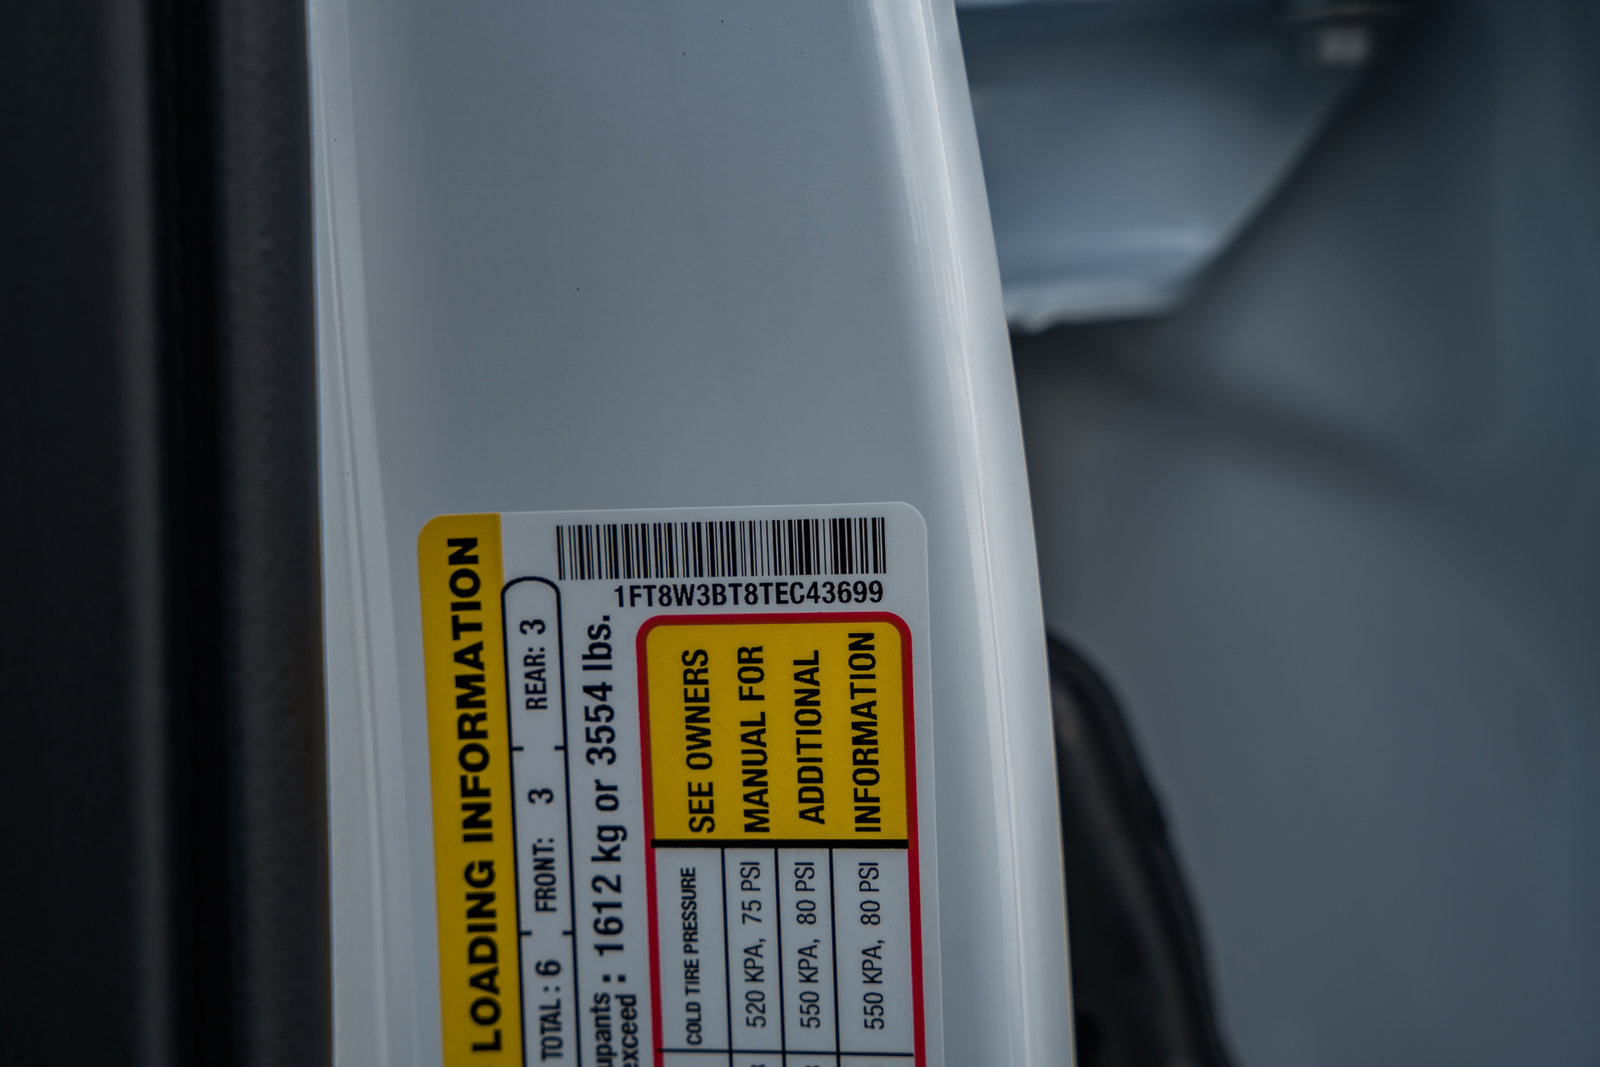 1FT8W3BT8TEC43699
LOADING INFORMATION
TOTAL : 6 FRONT: 3 REAR: 3
exceed : 1612 kg or 3554 lbs.
COLD TIRE PRESSURE
SEE OWNERS
MANUAL FOR
ADDITIONAL
INFORMATION
520 KPA, 75 PSI
550 KPA, 80 PSI
550 KPA, 80 PSI